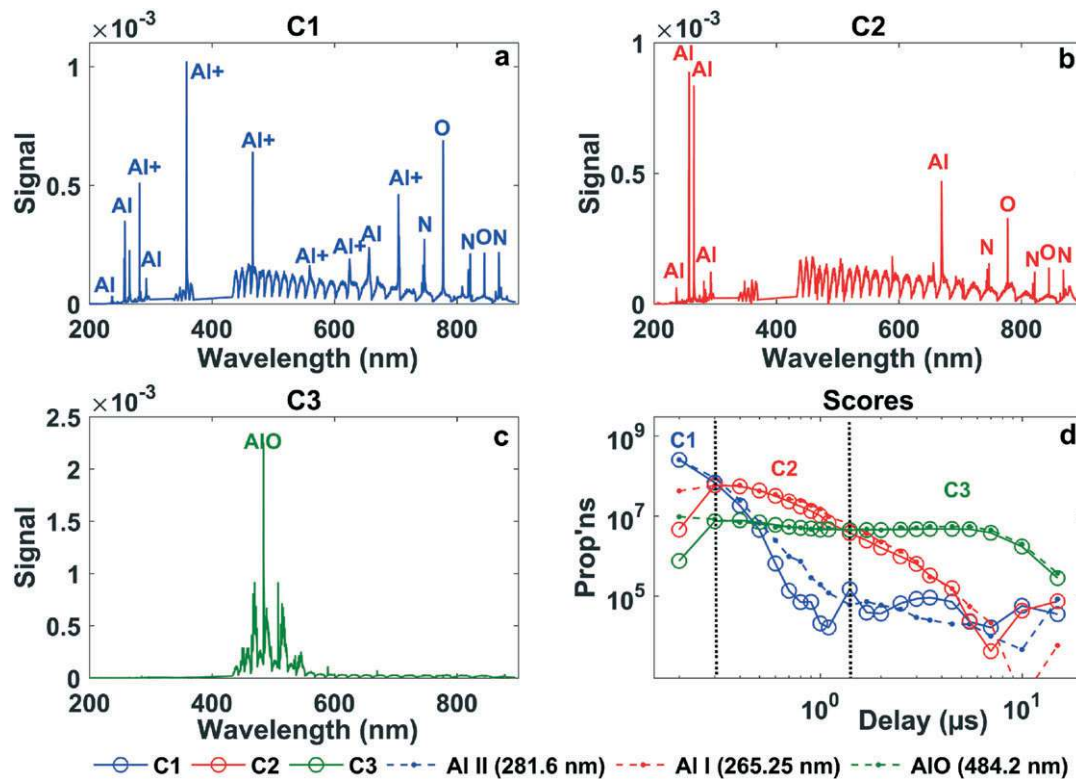 ×10⁻³ C1
a
Al Al Al+ Al Al+ Al+ Al+ Al+ Al Al+ N O N O N
Signal
1
0.5
0
200 400 600 800
Wavelength (nm)
×10⁻³ C2
b
Al Al Al Al Al N O N O N
Signal
1
0.5
0
200 400 600 800
Wavelength (nm)
×10⁻³ C3
c
AlO
Signal
2.5
2
1.5
1
0.5
0
200 400 600 800
Wavelength (nm)
Scores
d
C1 C2 C3
Prop'ns
10⁹
10⁷
10⁵
10⁰ 10¹
Delay (µs)
C1 C2 C3 Al II (281.6 nm) Al I (265.25 nm) AlO (484.2 nm)